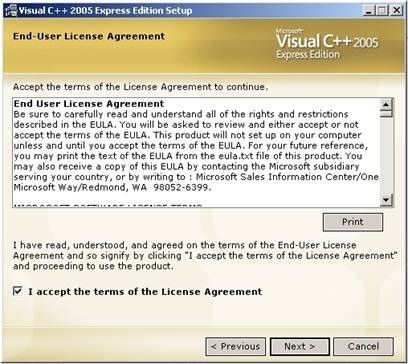 Visual C++ 2005 Express Edition Setup
End-User License Agreement
Microsoft
Visual C++ 2005
Express Edition
Accept the terms of the License Agreement to continue.
End User License Agreement
Be sure to carefully read and understand all of the rights and restrictions
described in the EULA. You will be asked to review and either accept or not
accept the terms of the EULA. This product will not set up on your computer
unless and until you accept the terms of the EULA. For your future reference,
you may print the text of the EULA from the eula.txt file of this product. You
may also receive a copy of this EULA by contacting the Microsoft subsidiary
serving your country, or by writing to : Microsoft Sales Information Center/One
Microsoft Way/Redmond, WA 98052-6399.
MICROSOFT SOFTWARE LICENSE TERMS
Print
I have read, understood, and agreed on the terms of the End-User License
Agreement and so signify by clicking "I accept the terms of the License Agreement"
and proceeding to use the product.
I accept the terms of the License Agreement
< Previous
Next >
Cancel